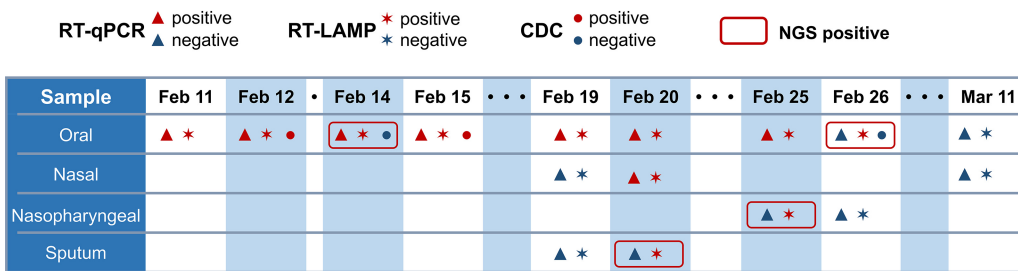 RT-qPCR positive negative RT-LAMP positive negative CDC positive negative NGS positive
Sample Feb 11 Feb 12 • Feb 14 Feb 15 • • • Feb 19 Feb 20 • • • Feb 25 Feb 26 • • • Mar 11
Oral
Nasal
Nasopharyngeal
Sputum